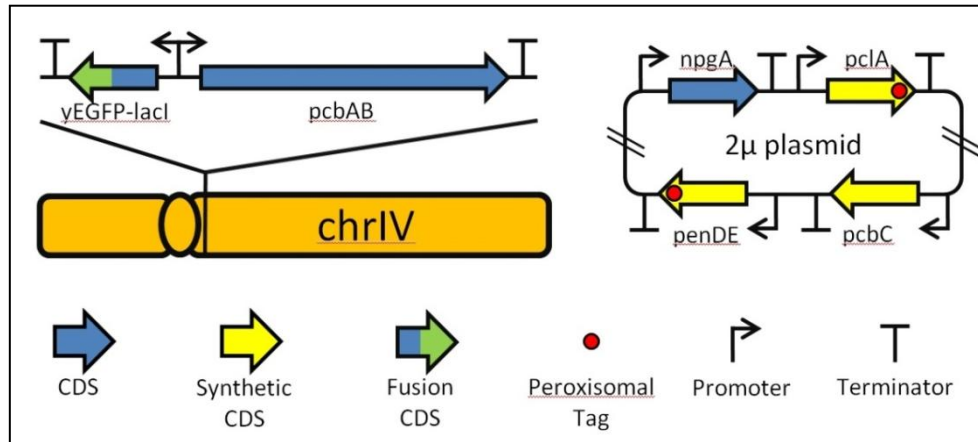 npgA pclA
yEGFP-lacI pcbAB
2μ plasmid
chrIV
penDE pcbC
CDS Synthetic CDS Fusion CDS Peroxisomal Tag Promoter Terminator